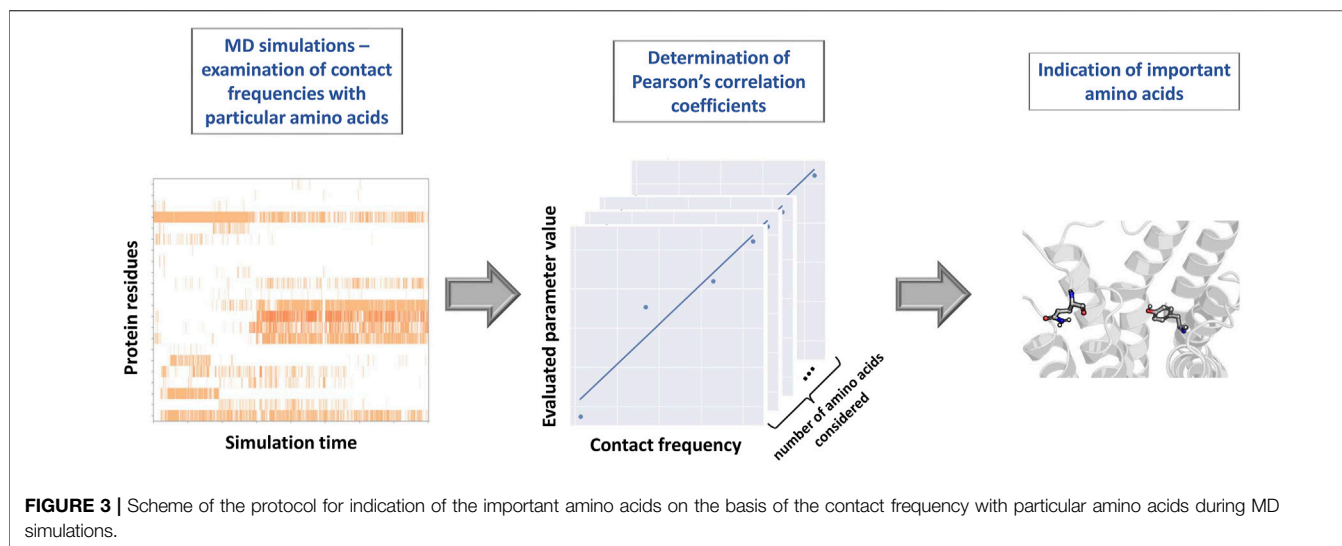 MD simulations –
examination of contact
frequencies with
particular amino acids
Determination of
Pearson's correlation
coefficients
Indication of important
amino acids
Protein residues
Simulation time
Evaluated parameter value
Contact frequency
...
number of amino acids
considered
FIGURE 3 | Scheme of the protocol for indication of the important amino acids on the basis of the contact frequency with particular amino acids during MD
simulations.